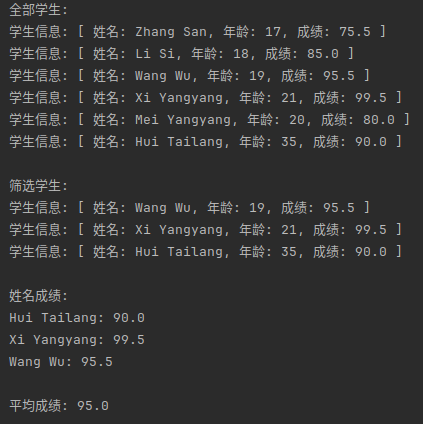 全部学生:
学生信息: [ 姓名: Zhang San, 年龄: 17, 成绩: 75.5 ]
学生信息: [ 姓名: Li Si, 年龄: 18, 成绩: 85.0 ]
学生信息: [ 姓名: Wang Wu, 年龄: 19, 成绩: 95.5 ]
学生信息: [ 姓名: Xi Yangyang, 年龄: 21, 成绩: 99.5 ]
学生信息: [ 姓名: Mei Yangyang, 年龄: 20, 成绩: 80.0 ]
学生信息: [ 姓名: Hui Tailang, 年龄: 35, 成绩: 90.0 ]
筛选学生:
学生信息: [ 姓名: Wang Wu, 年龄: 19, 成绩: 95.5 ]
学生信息: [ 姓名: Xi Yangyang, 年龄: 21, 成绩: 99.5 ]
学生信息: [ 姓名: Hui Tailang, 年龄: 35, 成绩: 90.0 ]
姓名成绩:
Hui Tailang: 90.0
Xi Yangyang: 99.5
Wang Wu: 95.5
平均成绩: 95.0